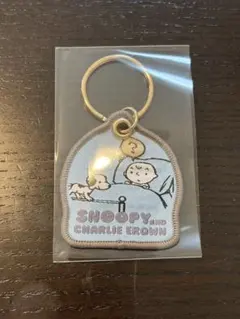 ?
SNOOPY AND
CHARLIE BROWN